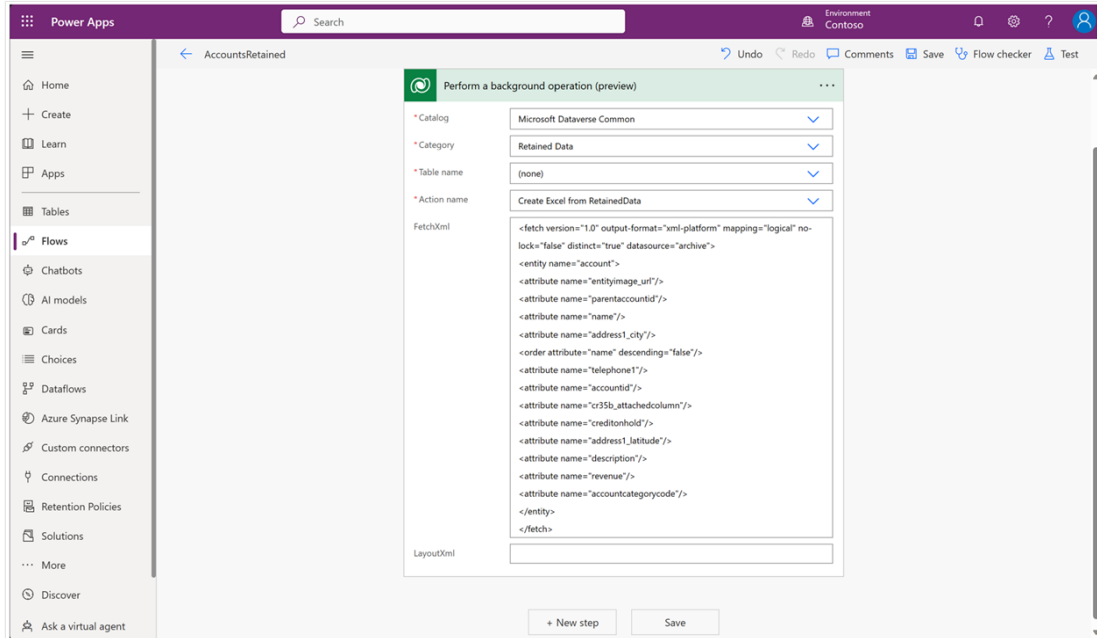 Power Apps
Search
Environment
Contoso
?
AccountsRetained
Undo
Redo
Comments
Save
Flow checker
Test
Home
Create
Learn
Apps
Tables
Flows
Chatbots
AI models
Cards
Choices
Dataflows
Azure Synapse Link
Custom connectors
Connections
Retention Policies
Solutions
More
Discover
Ask a virtual agent
Perform a background operation (preview)
* Catalog
Microsoft Dataverse Common
* Category
Retained Data
* Table name
(none)
* Action name
Create Excel from RetainedData
FetchXml
<fetch version="1.0" output-format="xml-platform" mapping="logical" no-
lock="false" distinct="true" datasource="archive">
<entity name="account">
<attribute name="entityimage_url"/>
<attribute name="parentaccountid"/>
<attribute name="name"/>
<attribute name="address1_city"/>
<order attribute="name" descending="false"/>
<attribute name="telephone1"/>
<attribute name="accountid"/>
<attribute name="cr35b_attachedcolumn"/>
<attribute name="creditonhold"/>
<attribute name="address1_latitude"/>
<attribute name="description"/>
<attribute name="revenue"/>
<attribute name="accountcategorycode"/>
</entity>
</fetch>
LayoutXml
+ New step
Save